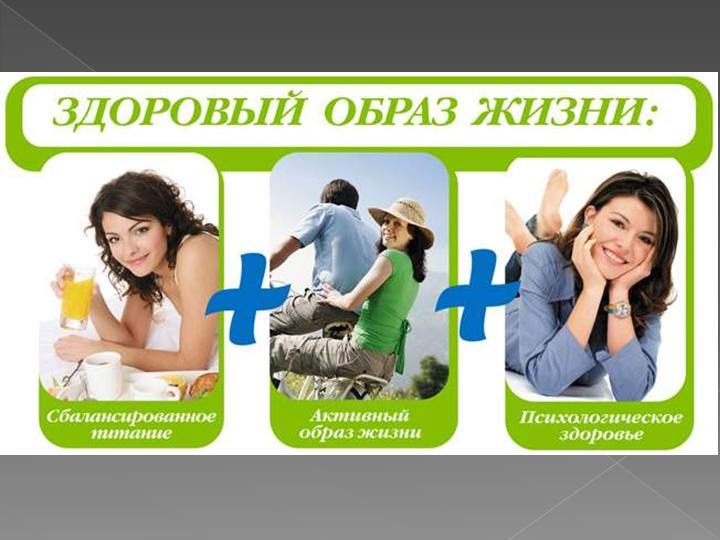 ЗДОРОВЫЙ ОБРАЗ ЖИЗНИ:
Сбалансированное
питание
Активный
образ жизни
Психологическое
здоровье